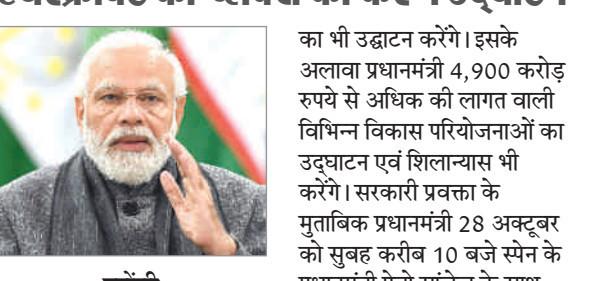 का भी उद्घाटन करेंगे। इसके
अलावा प्रधानमंत्री 4,900 करोड़
रुपये से अधिक की लागत वाली
विभिन्न विकास परियोजनाओं का
उद्घाटन एवं शिलान्यास भी
करेंगे। सरकारी प्रवक्ता के
मुताबिक प्रधानमंत्री 28 अक्टूबर
को सुबह करीब 10 बजे स्पेन के